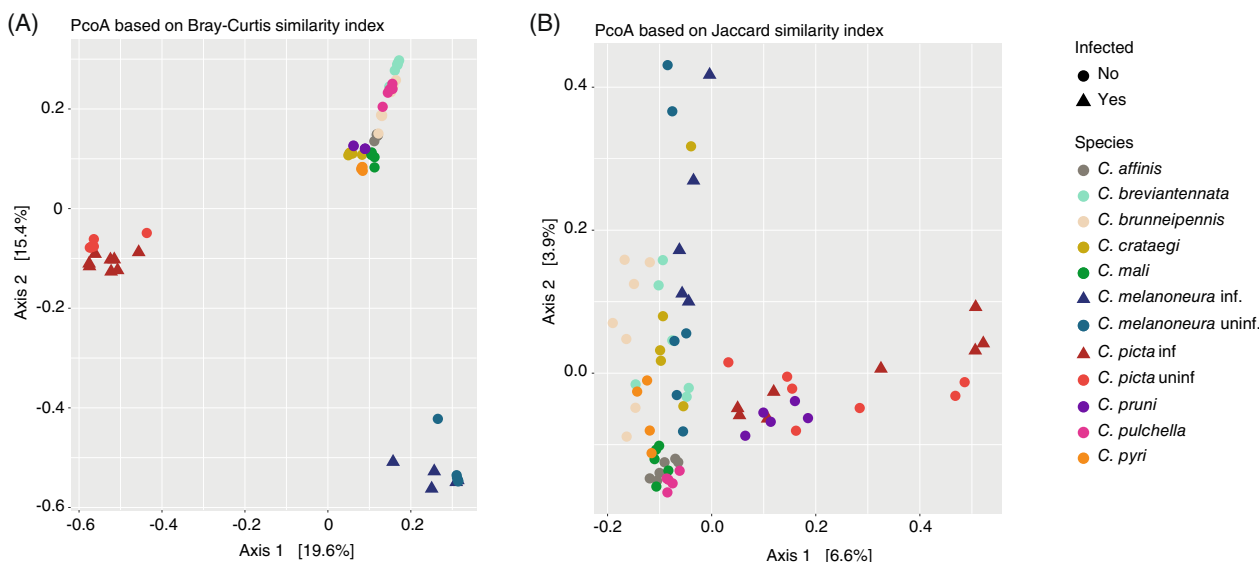 (A)
PcoA based on Bray-Curtis similarity index
0.2
0
-0.2
-0.4
-0.6
Axis 2 [15.4%]
-0.6
-0.4
-0.2
0
0.2
Axis 1 [19.6%]
(B)
PcoA based on Jaccard similarity index
0.4
0.2
0.0
Axis 2 [3.9%]
-0.2
0.0
0.2
0.4
Axis 1 [6.6%]
Infected
No
Yes
Species
C. affinis
C. breviantennata
C. brunneipennis
C. crataegi
C. mali
C. melanoneura inf.
C. melanoneura uninf.
C. picta inf
C. picta uninf
C. pruni
C. pulchella
C. pyri